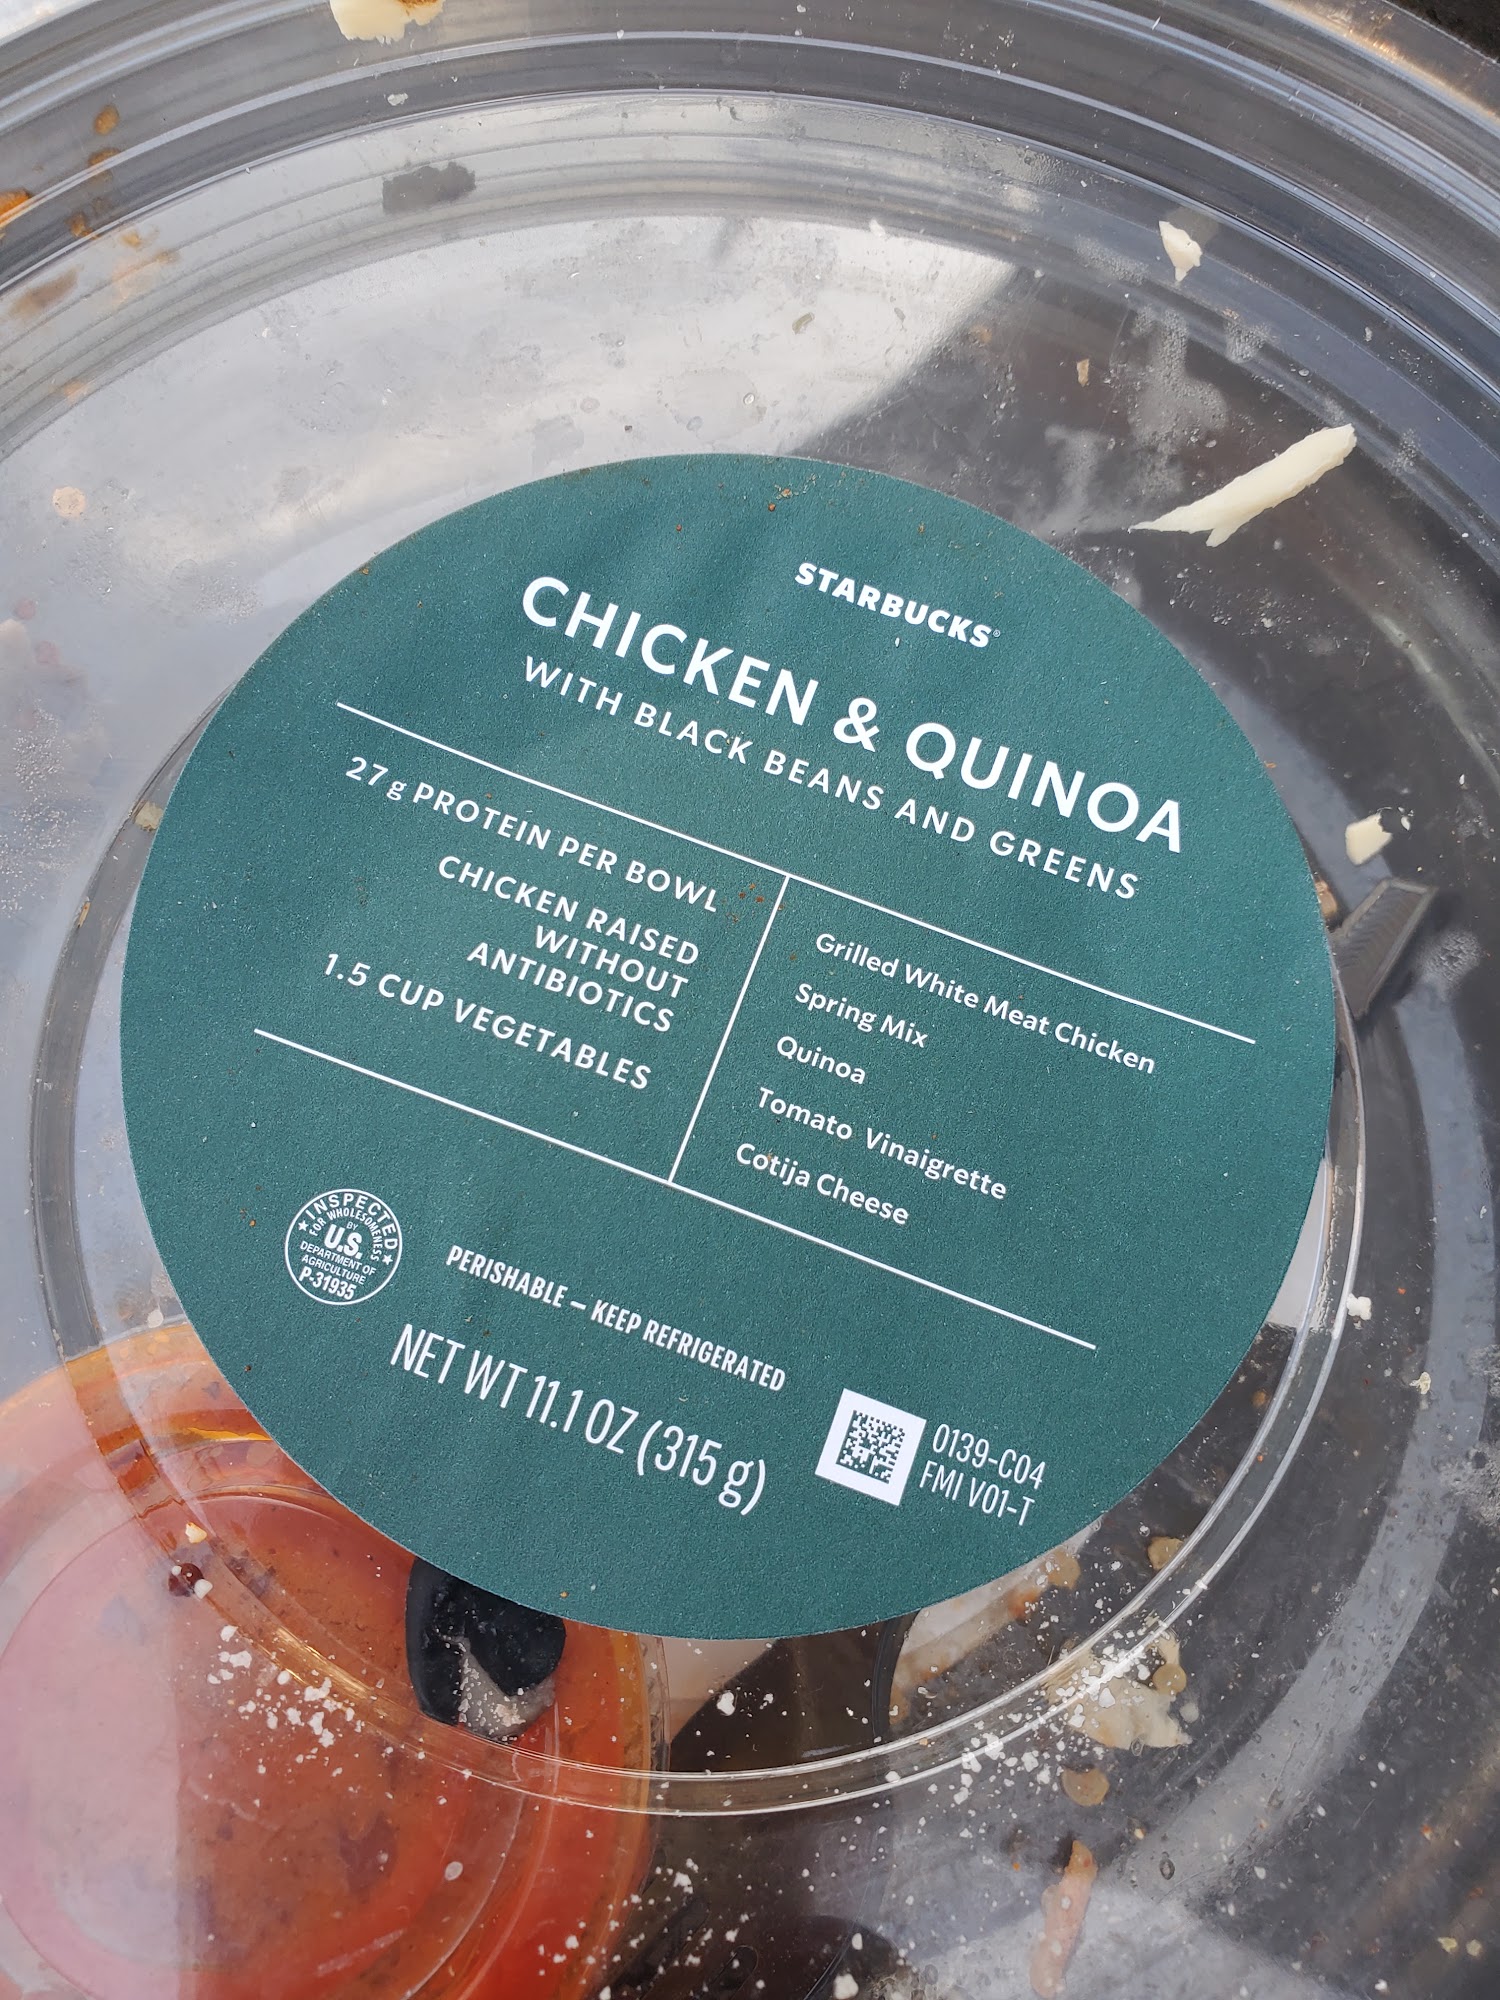 STARBUCKS®
CHICKEN & QUINOA
WITH BLACK BEANS AND GREENS
27g PROTEIN PER BOWL
CHICKEN RAISED
WITHOUT
ANTIBIOTICS
1.5 CUP VEGETABLES
Grilled White Meat Chicken
Spring Mix
Quinoa
Tomato Vinaigrette
Cotija Cheese
INSPECTED
FOR WHOLESOMENESS
BY
U.S.
DEPARTMENT OF
AGRICULTURE
P-31935
PERISHABLE – KEEP REFRIGERATED
NET WT 11.1 OZ (315 g)
0139-C04
FMI V01-T